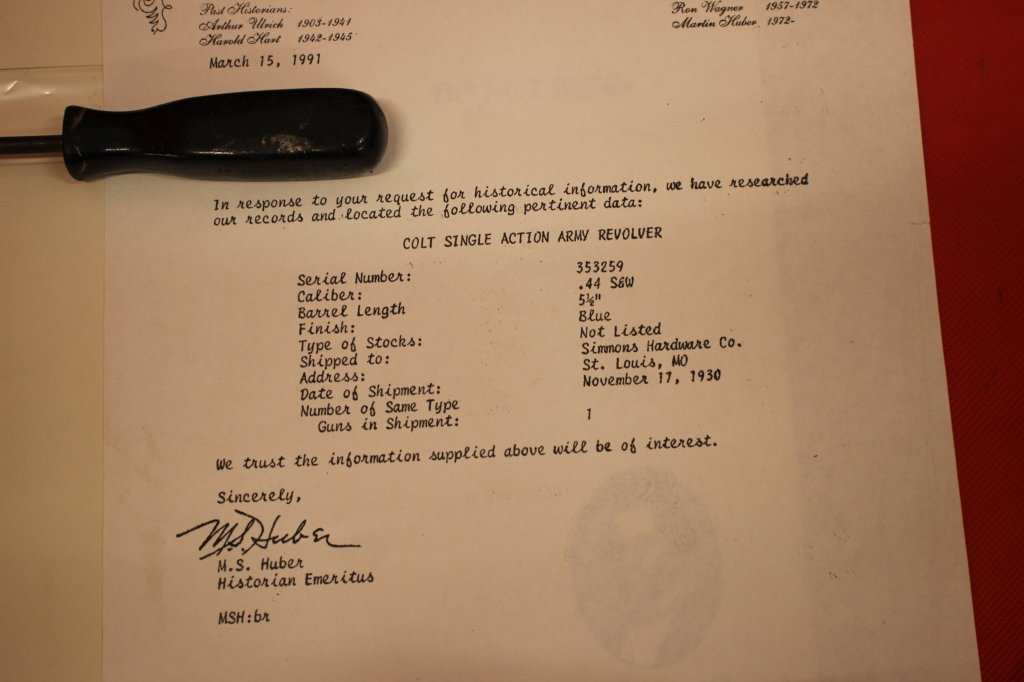 Past Historians:
Arthur Ulrich 1903-1941
Harold Hart 1942-1945
Ron Wagner 1957-1972
Martin Huber 1972-
March 15, 1991
In response to your request for historical information, we have researched
our records and located the following pertinent data:
COLT SINGLE ACTION ARMY REVOLVER
Serial Number: 353259
Caliber: .44 S&W
Barrel Length 5½"
Finish: Blue
Type of Stocks: Not Listed
Shipped to: Simmons Hardware Co.
Address: St. Louis, MO
Date of Shipment: November 17, 1930
Number of Same Type
Guns in Shipment: 1
We trust the information supplied above will be of interest.
Sincerely,
M.S. Huber
M.S. Huber
Historian Emeritus
MSH:br